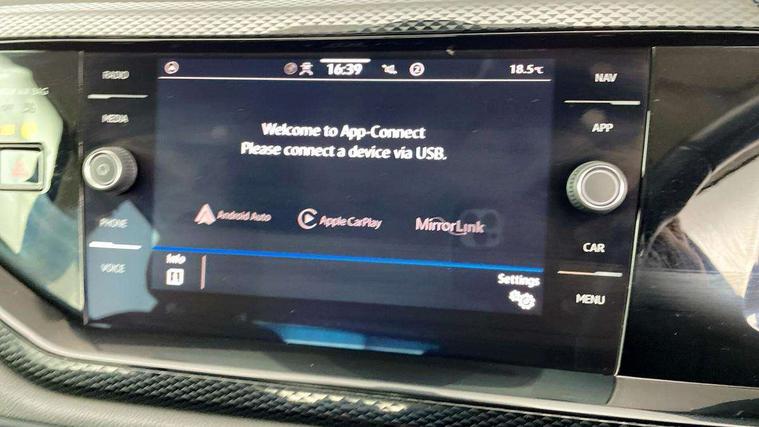 RADIO
MEDIA
PHONE
VOICE
16:39
2
18.5°C
Welcome to App-Connect
Please connect a device via USB.
Android Auto
Apple CarPlay
MirrorLink
Info
Settings
NAV
APP
CAR
MENU